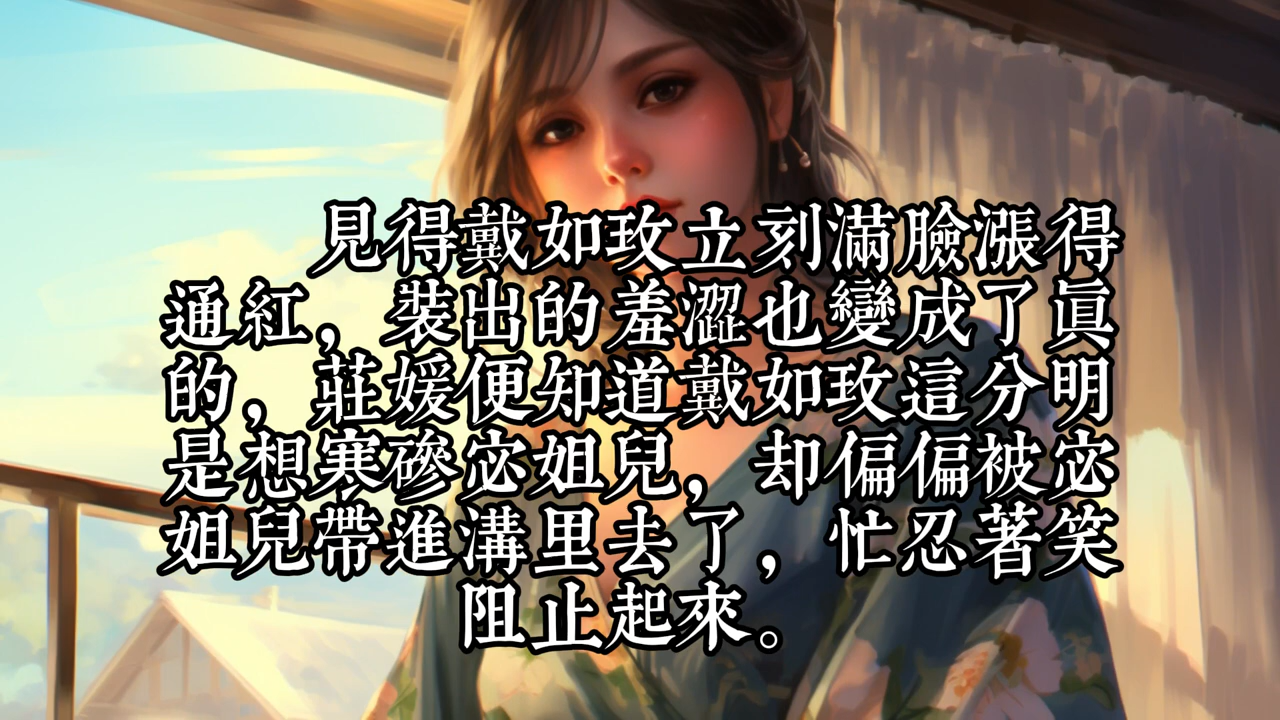 見得戴如玫立刻滿臉漲得
通紅，裝出的羞澀也變成了眞
的，莊媛便知道戴如玫這分明
是想寒磣宓姐兒，却偏偏被宓
姐兒帶進溝里去了，忙忍著笑
阻止起來。